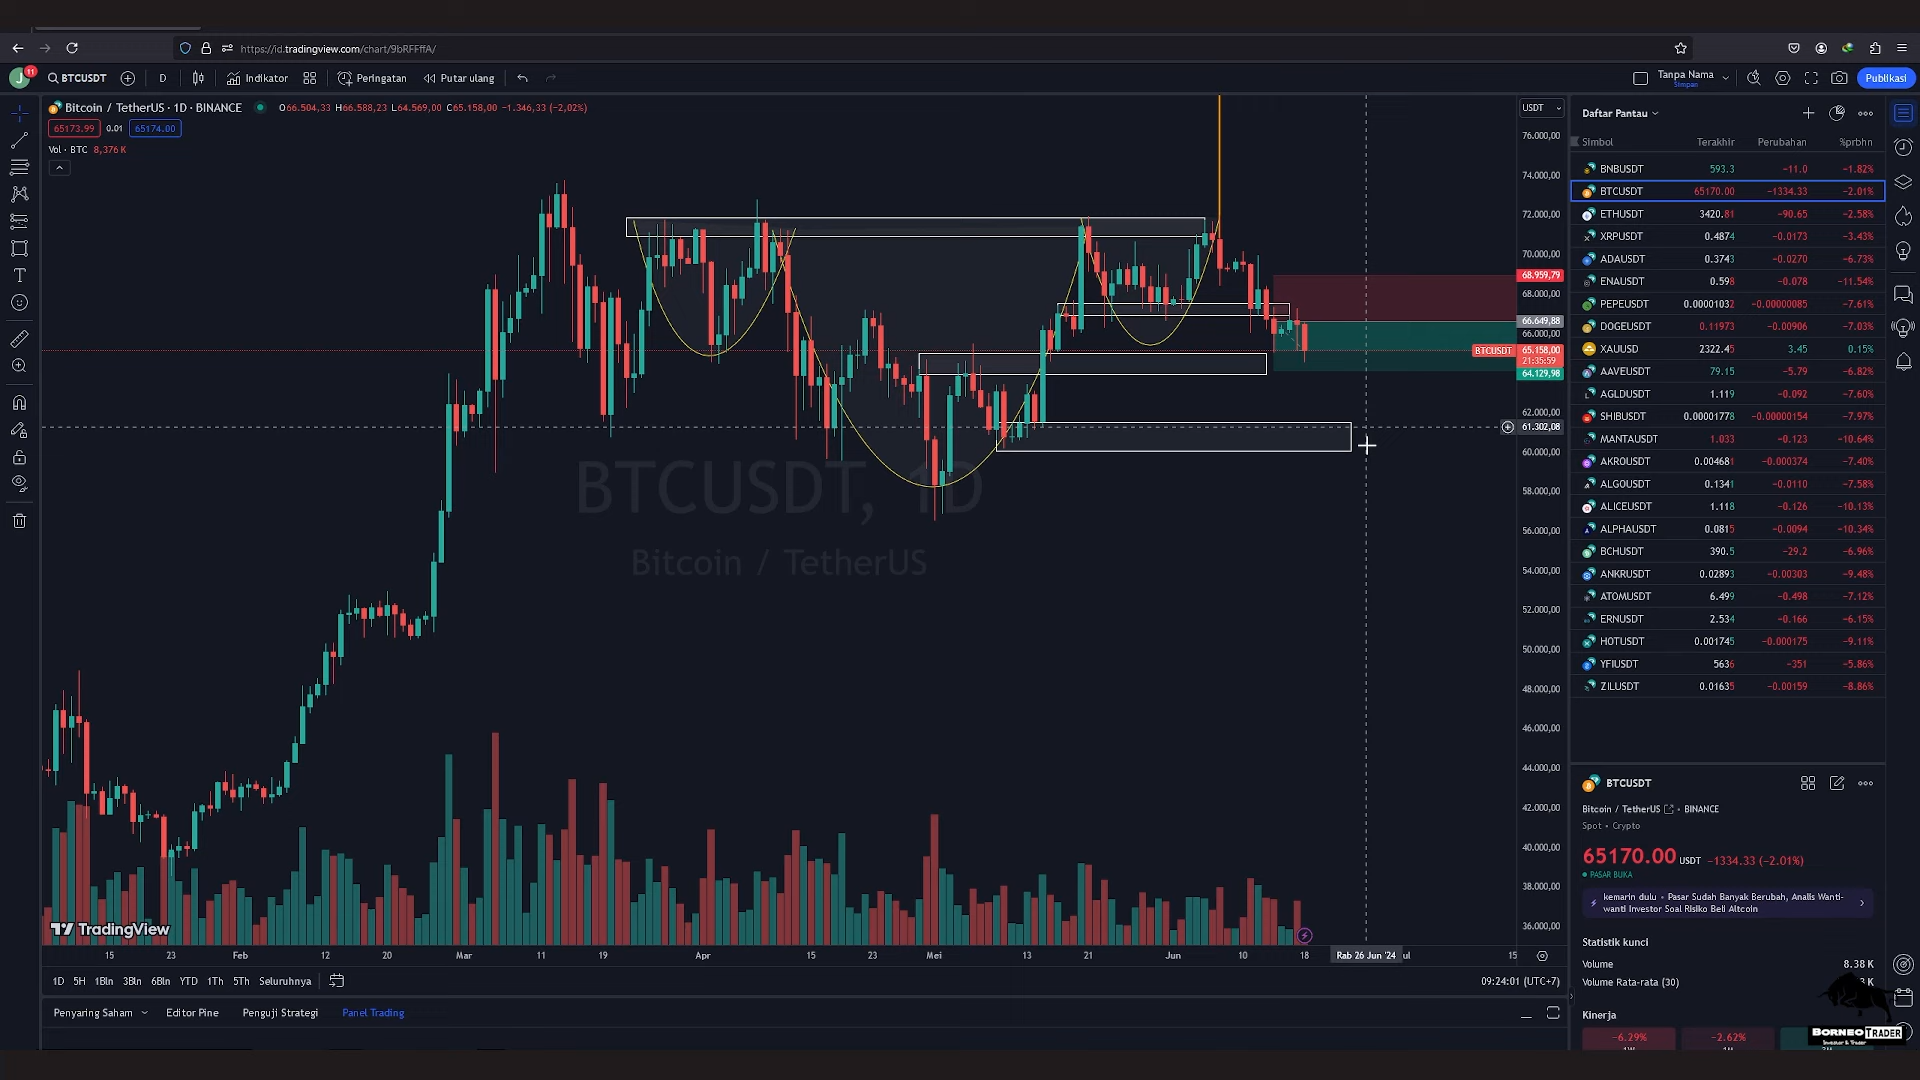 https://id.tradingview.com/chart/9bRFFffA/
J 11 BTCUSDT D Indikator Peringatan Putar ulang Tanpa Nama Simpan Publikasi
Bitcoin / TetherUS · 1D · BINANCE O66.504,33 H66.588,23 L64.569,00 C65.158,00 −1.346,33 (−2,02%)
65173.99 0.01 65174.00
Vol · BTC 8,376 K
USDT
76.000,00
74.000,00
72.000,00
70.000,00
68.959,79
68.000,00
66.649,88
66.000,00
BTCUSDT 65.158,00
21:35:59
64.129,98
62.000,00
61.302,08
60.000,00
58.000,00
56.000,00
54.000,00
52.000,00
50.000,00
48.000,00
46.000,00
44.000,00
42.000,00
40.000,00
38.000,00
36.000,00
BTCUSDT, 1D
Bitcoin / TetherUS
TradingView
15 23 Feb 12 20 Mar 11 19 Apr 15 23 Mei 13 21 Jun 10 18 Rab 26 Jun '24 ul 15
1D 5H 1Bln 3Bln 6Bln YTD 1Th 5Th Seluruhnya 09:24:01 (UTC+7)
Penyaring Saham Editor Pine Penguji Strategi Panel Trading
Daftar Pantau
Simbol Terakhir Perubahan %prbhn
BNBUSDT 593.3 −11.0 −1.82%
BTCUSDT 65170.00 −1334.33 −2.01%
ETHUSDT 3420.81 −90.65 −2.58%
XRPUSDT 0.4874 −0.0173 −3.43%
ADAUSDT 0.3743 −0.0270 −6.73%
ENAUSDT 0.598 −0.078 −11.54%
PEPEUSDT 0.00001032 −0.00000085 −7.61%
DOGEUSDT 0.11973 −0.00906 −7.03%
XAUUSD 2322.45 3.45 0.15%
AAVEUSDT 79.15 −5.79 −6.82%
AGLDUSDT 1.119 −0.092 −7.60%
SHIBUSDT 0.00001778 −0.00000154 −7.97%
MANTAUSDT 1.033 −0.123 −10.64%
AKROUSDT 0.004681 −0.000374 −7.40%
ALGOUSDT 0.1341 −0.0110 −7.58%
ALICEUSDT 1.118 −0.126 −10.13%
ALPHAUSDT 0.0815 −0.0094 −10.34%
BCHUSDT 390.5 −29.2 −6.96%
ANKRUSDT 0.02893 −0.00303 −9.48%
ATOMUSDT 6.499 −0.498 −7.12%
ERNUSDT 2.534 −0.166 −6.15%
HOTUSDT 0.001745 −0.000175 −9.11%
YFIUSDT 5636 −351 −5.86%
ZILUSDT 0.01635 −0.00159 −8.86%
BTCUSDT
Bitcoin / TetherUS • BINANCE
Spot • Crypto
65170.00 USDT −1334.33 (−2.01%)
PASAR BUKA
kemarin dulu • Pasar Sudah Banyak Berubah, Analis Wanti-
wanti Investor Soal Risiko Beli Altcoin
Statistik kunci
Volume 8.38 K
Volume Rata-rata (30)
Kinerja
−6.29% −2.62%
BORNEO TRADER
Investor & Trader